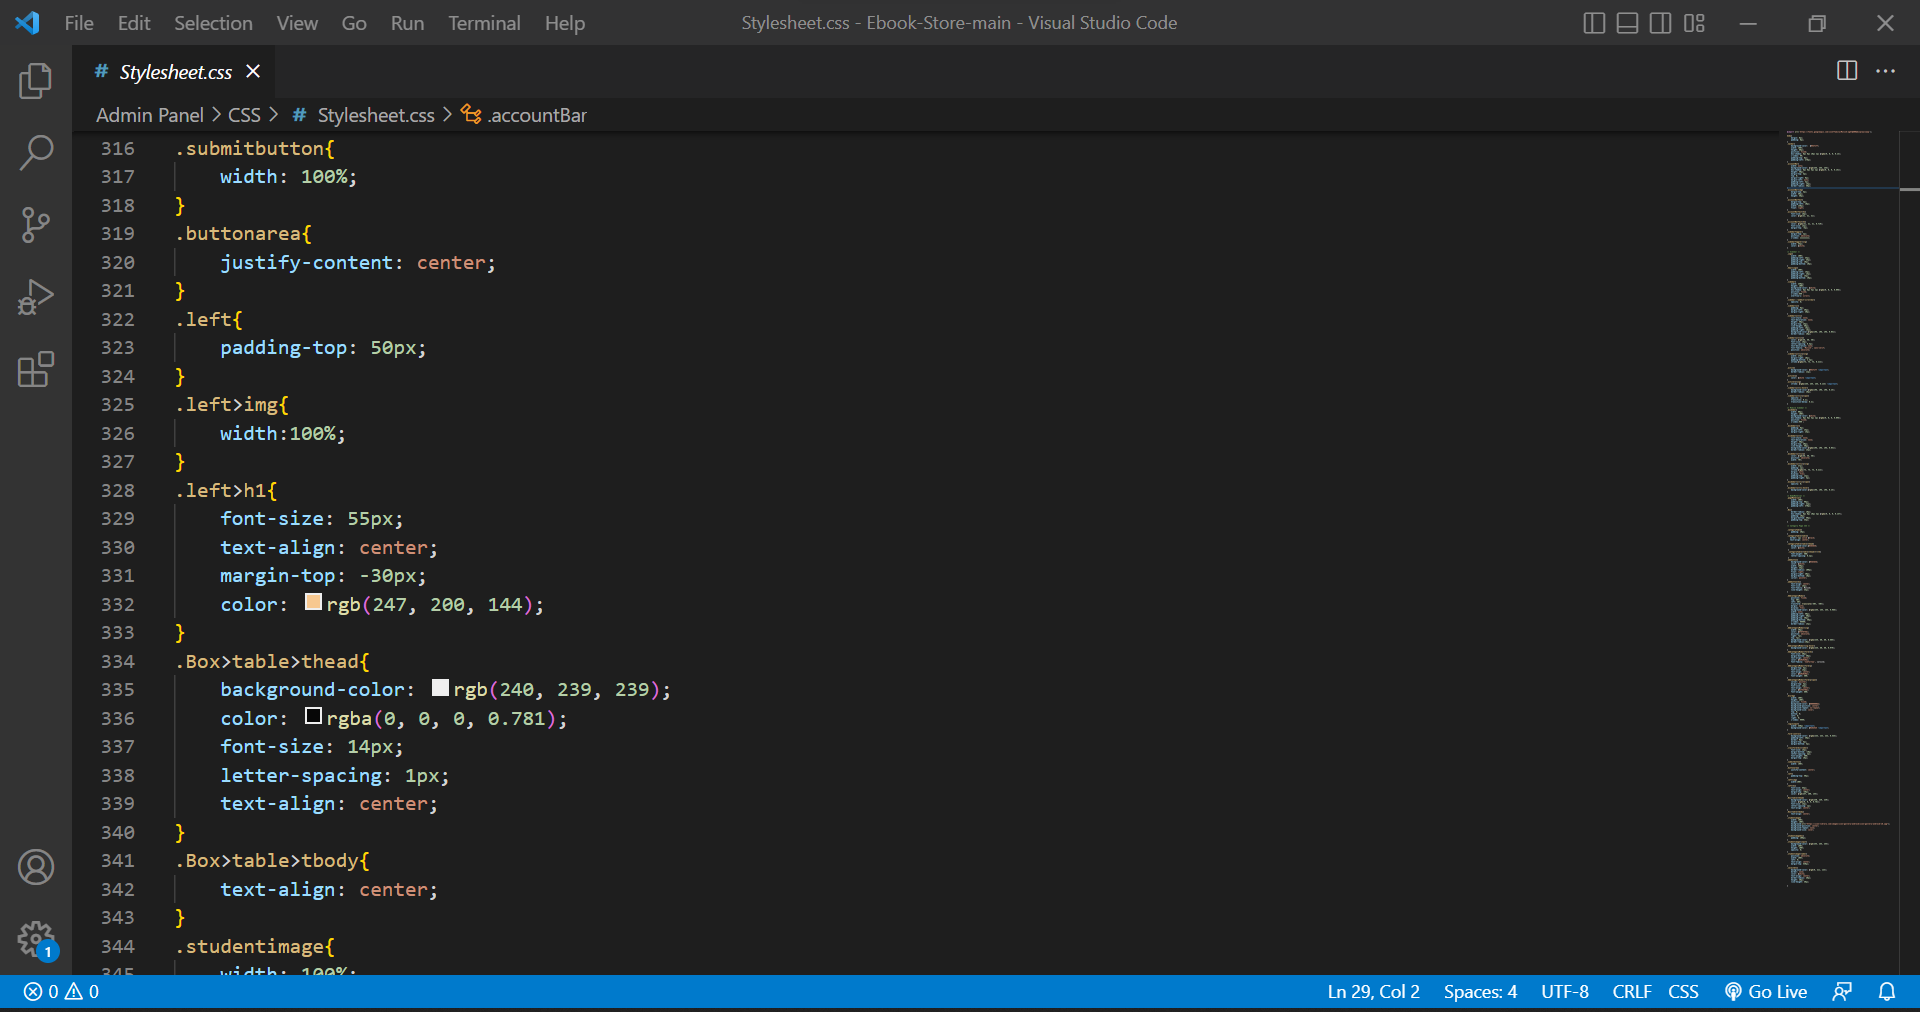 File Edit Selection View Go Run Terminal Help Stylesheet.css - Ebook-Store-main - Visual Studio Code
# Stylesheet.css
Admin Panel > CSS > # Stylesheet.css > .accountBar
316 .submitbutton{
317 width: 100%;
318 }
319 .buttonarea{
320 justify-content: center;
321 }
322 .left{
323 padding-top: 50px;
324 }
325 .left>img{
326 width:100%;
327 }
328 .left>h1{
329 font-size: 55px;
330 text-align: center;
331 margin-top: -30px;
332 color: rgb(247, 200, 144);
333 }
334 .Box>table>thead{
335 background-color: rgb(240, 239, 239);
336 color: rgba(0, 0, 0, 0.781);
337 font-size: 14px;
338 letter-spacing: 1px;
339 text-align: center;
340 }
341 .Box>table>tbody{
342 text-align: center;
343 }
344 .studentimage{
345 width: 100%;
1
0 0 Ln 29, Col 2 Spaces: 4 UTF-8 CRLF CSS Go Live